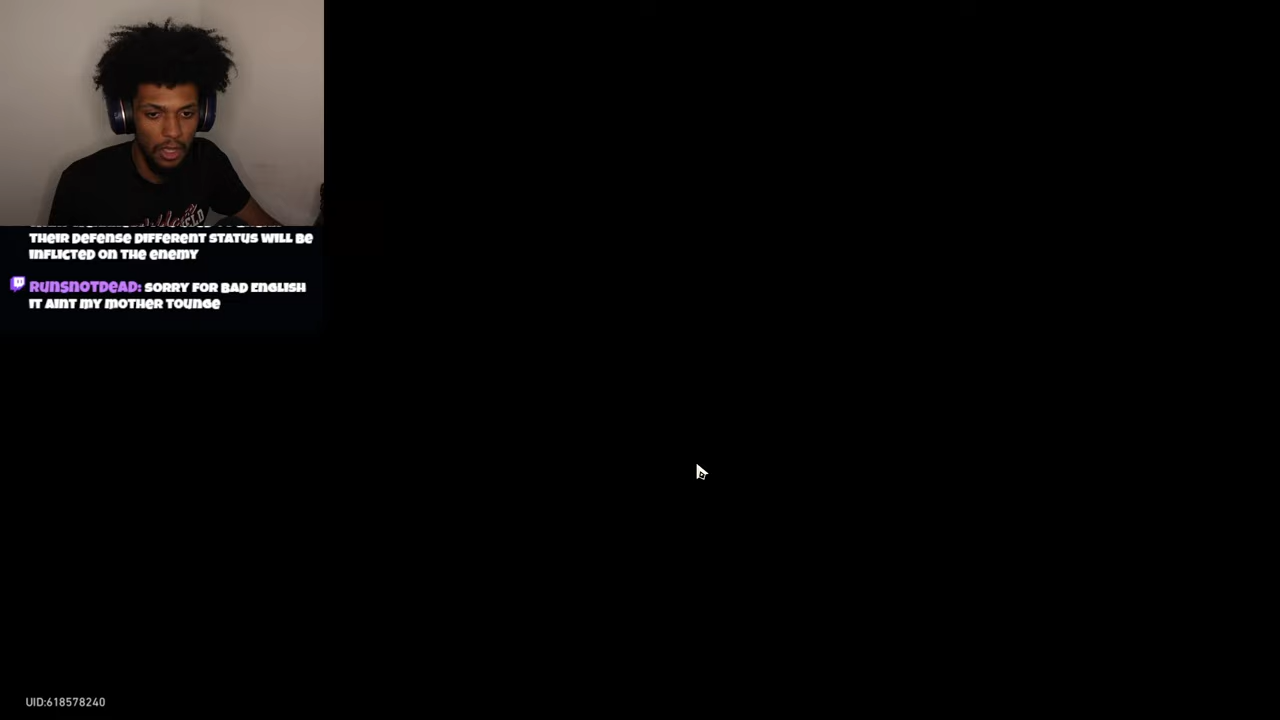 THEIR DEFENSE DIFFERENT STATUS WILL BE
INFLICTED ON THE ENEMY
RUNSNOTDEAD: SORRY FOR BAD ENGLISH
IT AINT MY MOTHER TOUNGE
UID:618578240